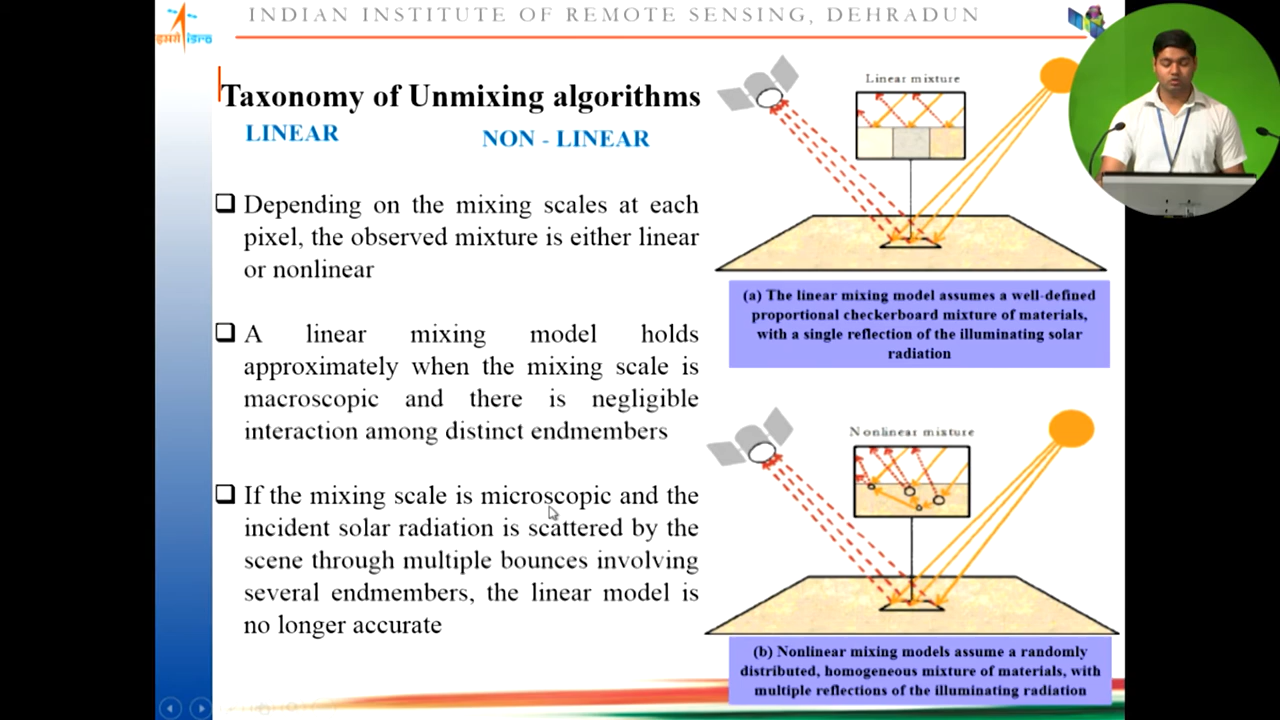 INDIAN INSTITUTE OF REMOTE SENSING, DEHRADUN
इसरो isro
Taxonomy of Unmixing algorithms
LINEAR
NON - LINEAR
Depending on the mixing scales at each
pixel, the observed mixture is either linear
or nonlinear
A linear mixing model holds
approximately when the mixing scale is
macroscopic and there is negligible
interaction among distinct endmembers
If the mixing scale is microscopic and the
incident solar radiation is scattered by the
scene through multiple bounces involving
several endmembers, the linear model is
no longer accurate
Linear mixture
(a) The linear mixing model assumes a well-defined
proportional checkerboard mixture of materials,
with a single reflection of the illuminating solar
radiation
Nonlinear mixture
(b) Nonlinear mixing models assume a randomly
distributed, homogeneous mixture of materials, with
multiple reflections of the illuminating radiation